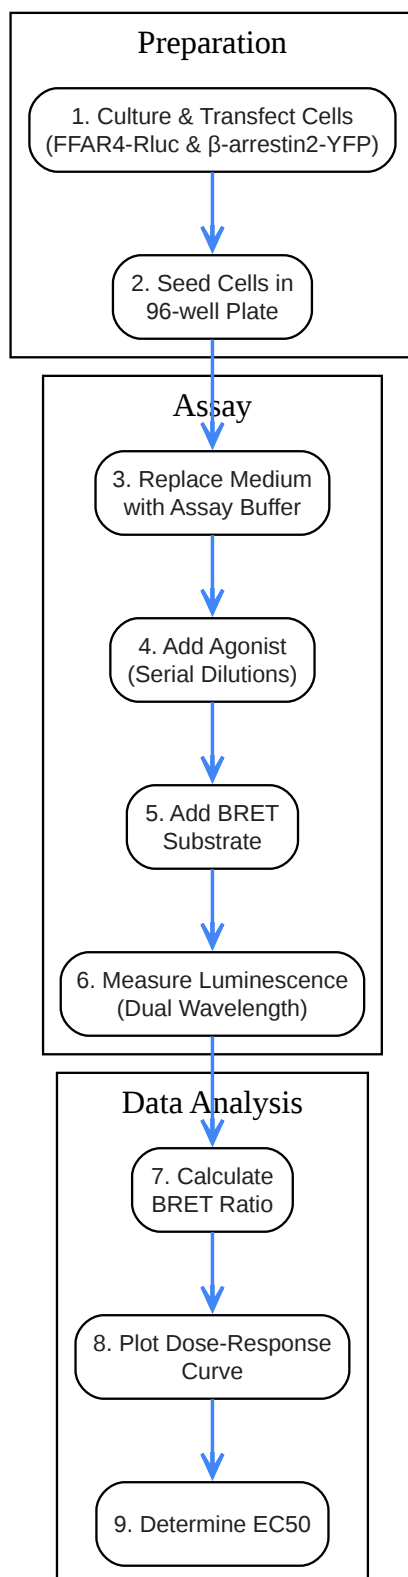 Preparation
1. Culture & Transfect Cells
(FFAR4-Rluc & β-arrestin2-YFP)
2. Seed Cells in
96-well Plate
Assay
3. Replace Medium
with Assay Buffer
4. Add Agonist
(Serial Dilutions)
5. Add BRET
Substrate
6. Measure Luminescence
(Dual Wavelength)
Data Analysis
7. Calculate
BRET Ratio
8. Plot Dose-Response
Curve
9. Determine EC50